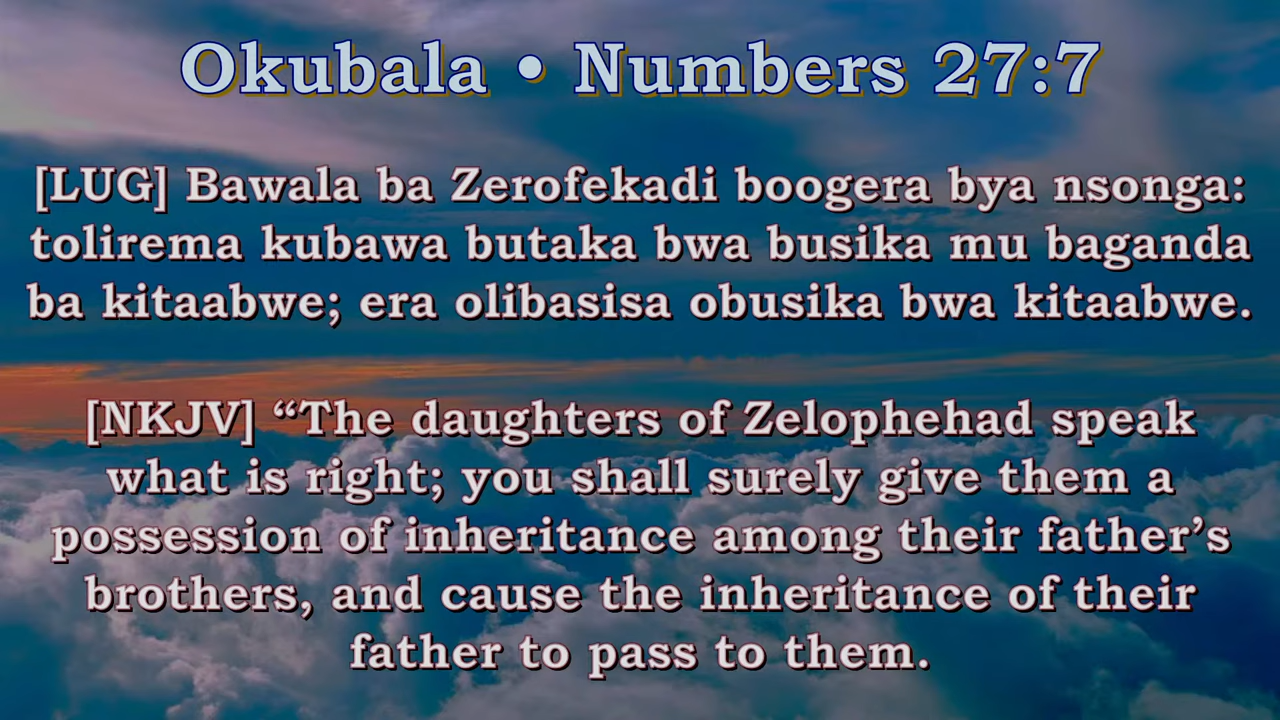 Okubala • Numbers 27:7
[LUG] Bawala ba Zerofekadi boogera bya nsonga:
tolirema kubawa butaka bwa busika mu baganda
ba kitaabwe; era olibasisa obusika bwa kitaabwe.
[NKJV] “The daughters of Zelophehad speak
what is right; you shall surely give them a
possession of inheritance among their father’s
brothers, and cause the inheritance of their
father to pass to them.